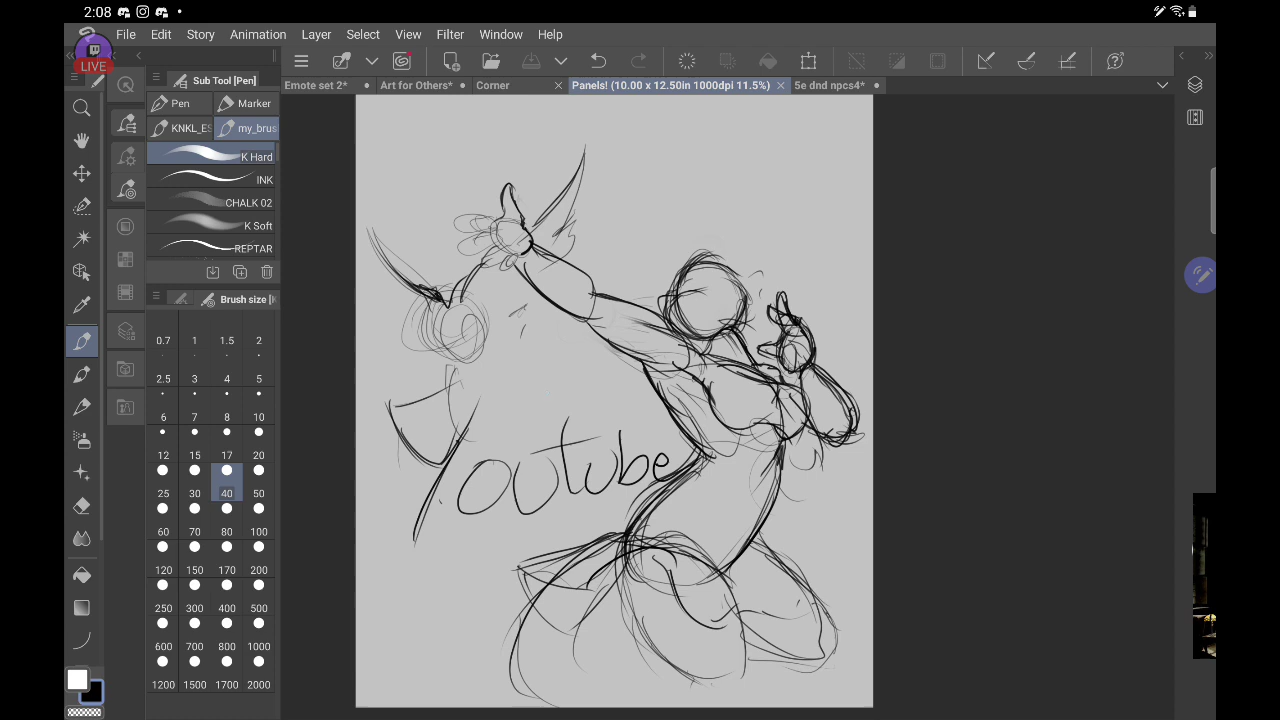 2:08
File Edit Story Animation Layer Select View Filter Window Help
LIVE
Sub Tool [Pen]
Emote set 2* Art for Others* Corner Panels! (10.00 x 12.50in 1000dpi 11.5%) 5e dnd npcs4*
Pen Marker
KNKL_ES my_brus
K Hard
INK
CHALK 02
K Soft
REPTAR
Brush size [
0.7 1 1.5 2
2.5 3 4 5
6 7 8 10
12 15 17 20
25 30 40 50
60 70 80 100
120 150 170 200
250 300 400 500
600 700 800 1000
1200 1500 1700 2000
Youtube